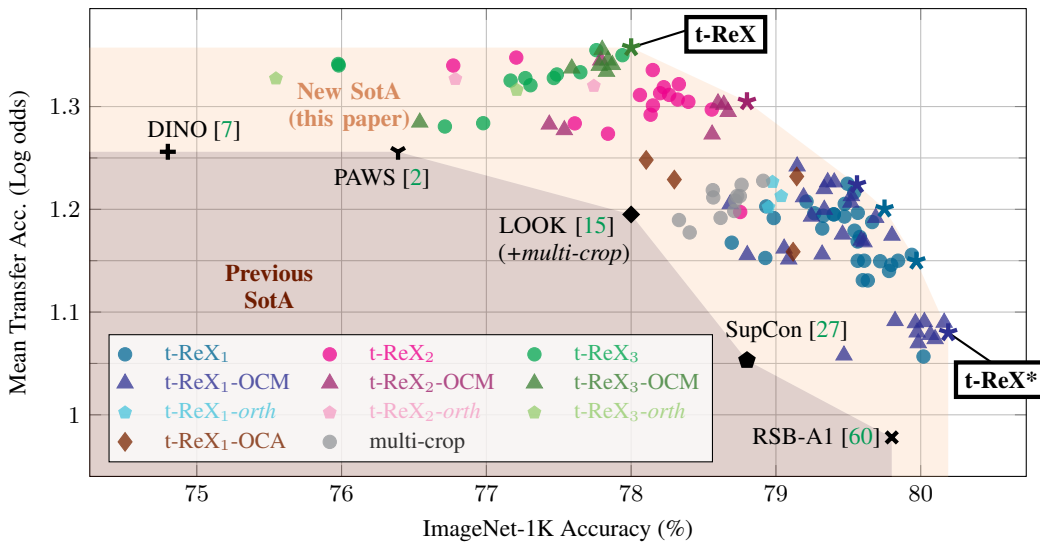 Mean Transfer Acc. (Log odds)
1.3
1.2
1.1
1
t-ReX
New SotA
(this paper)
DINO [7]
PAWS [2]
LOOK [15]
(+multi-crop)
Previous
SotA
SupCon [27]
t-ReX*
RSB-A1 [60]
t-ReX₁
t-ReX₂
t-ReX₃
t-ReX₁-OCM
t-ReX₂-OCM
t-ReX₃-OCM
t-ReX₁-orth
t-ReX₂-orth
t-ReX₃-orth
t-ReX₁-OCA
multi-crop
75
76
77
78
79
80
ImageNet-1K Accuracy (%)